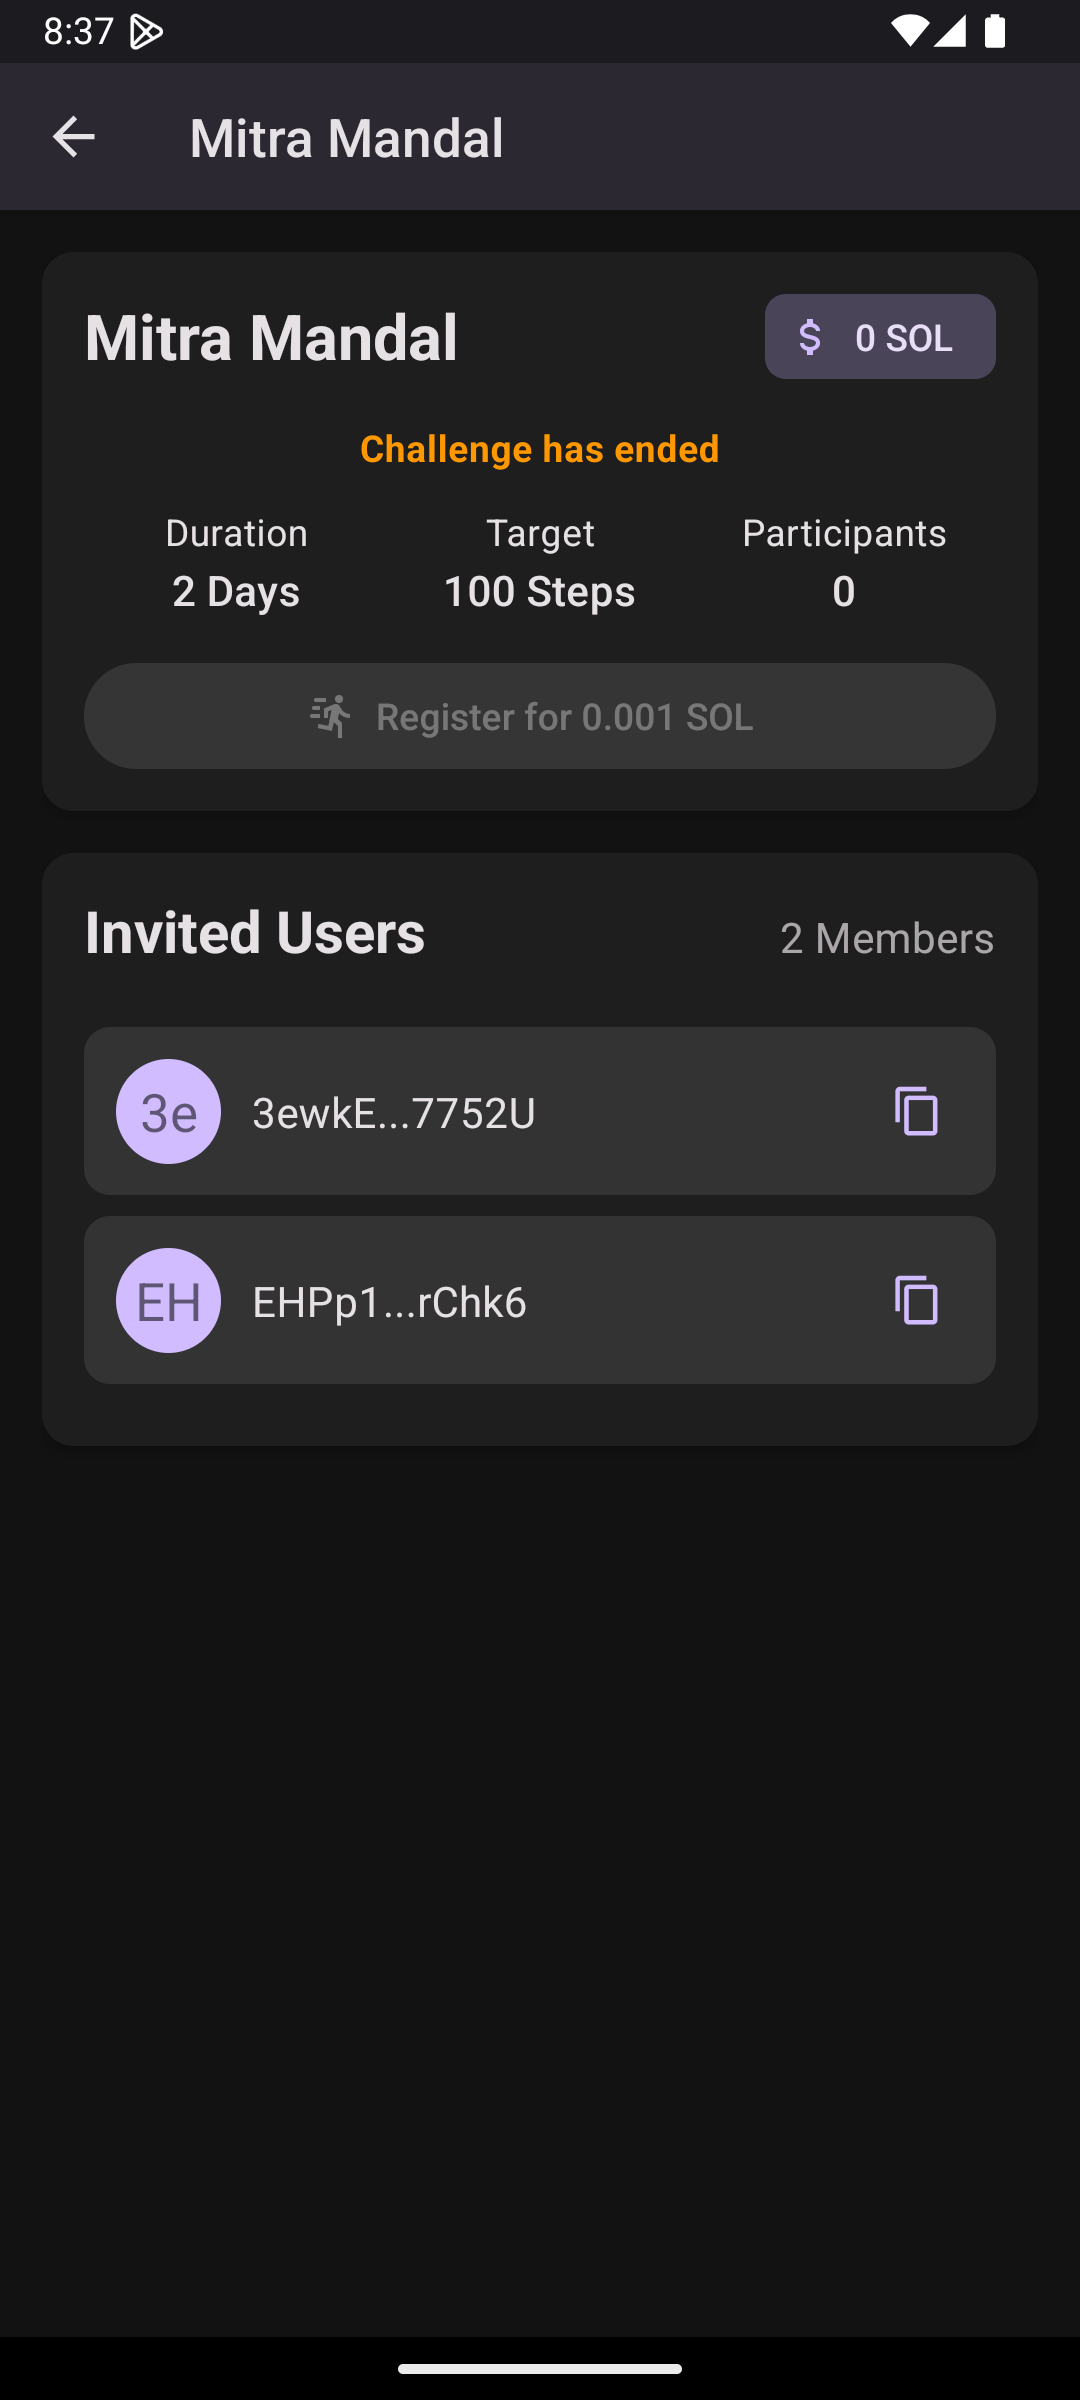 8:37
Mitra Mandal
Mitra Mandal
$ 0 SOL
Challenge has ended
Duration Target Participants
2 Days 100 Steps 0
Register for 0.001 SOL
Invited Users 2 Members
3e 3ewkE...7752U
EH EHPp1...rChk6